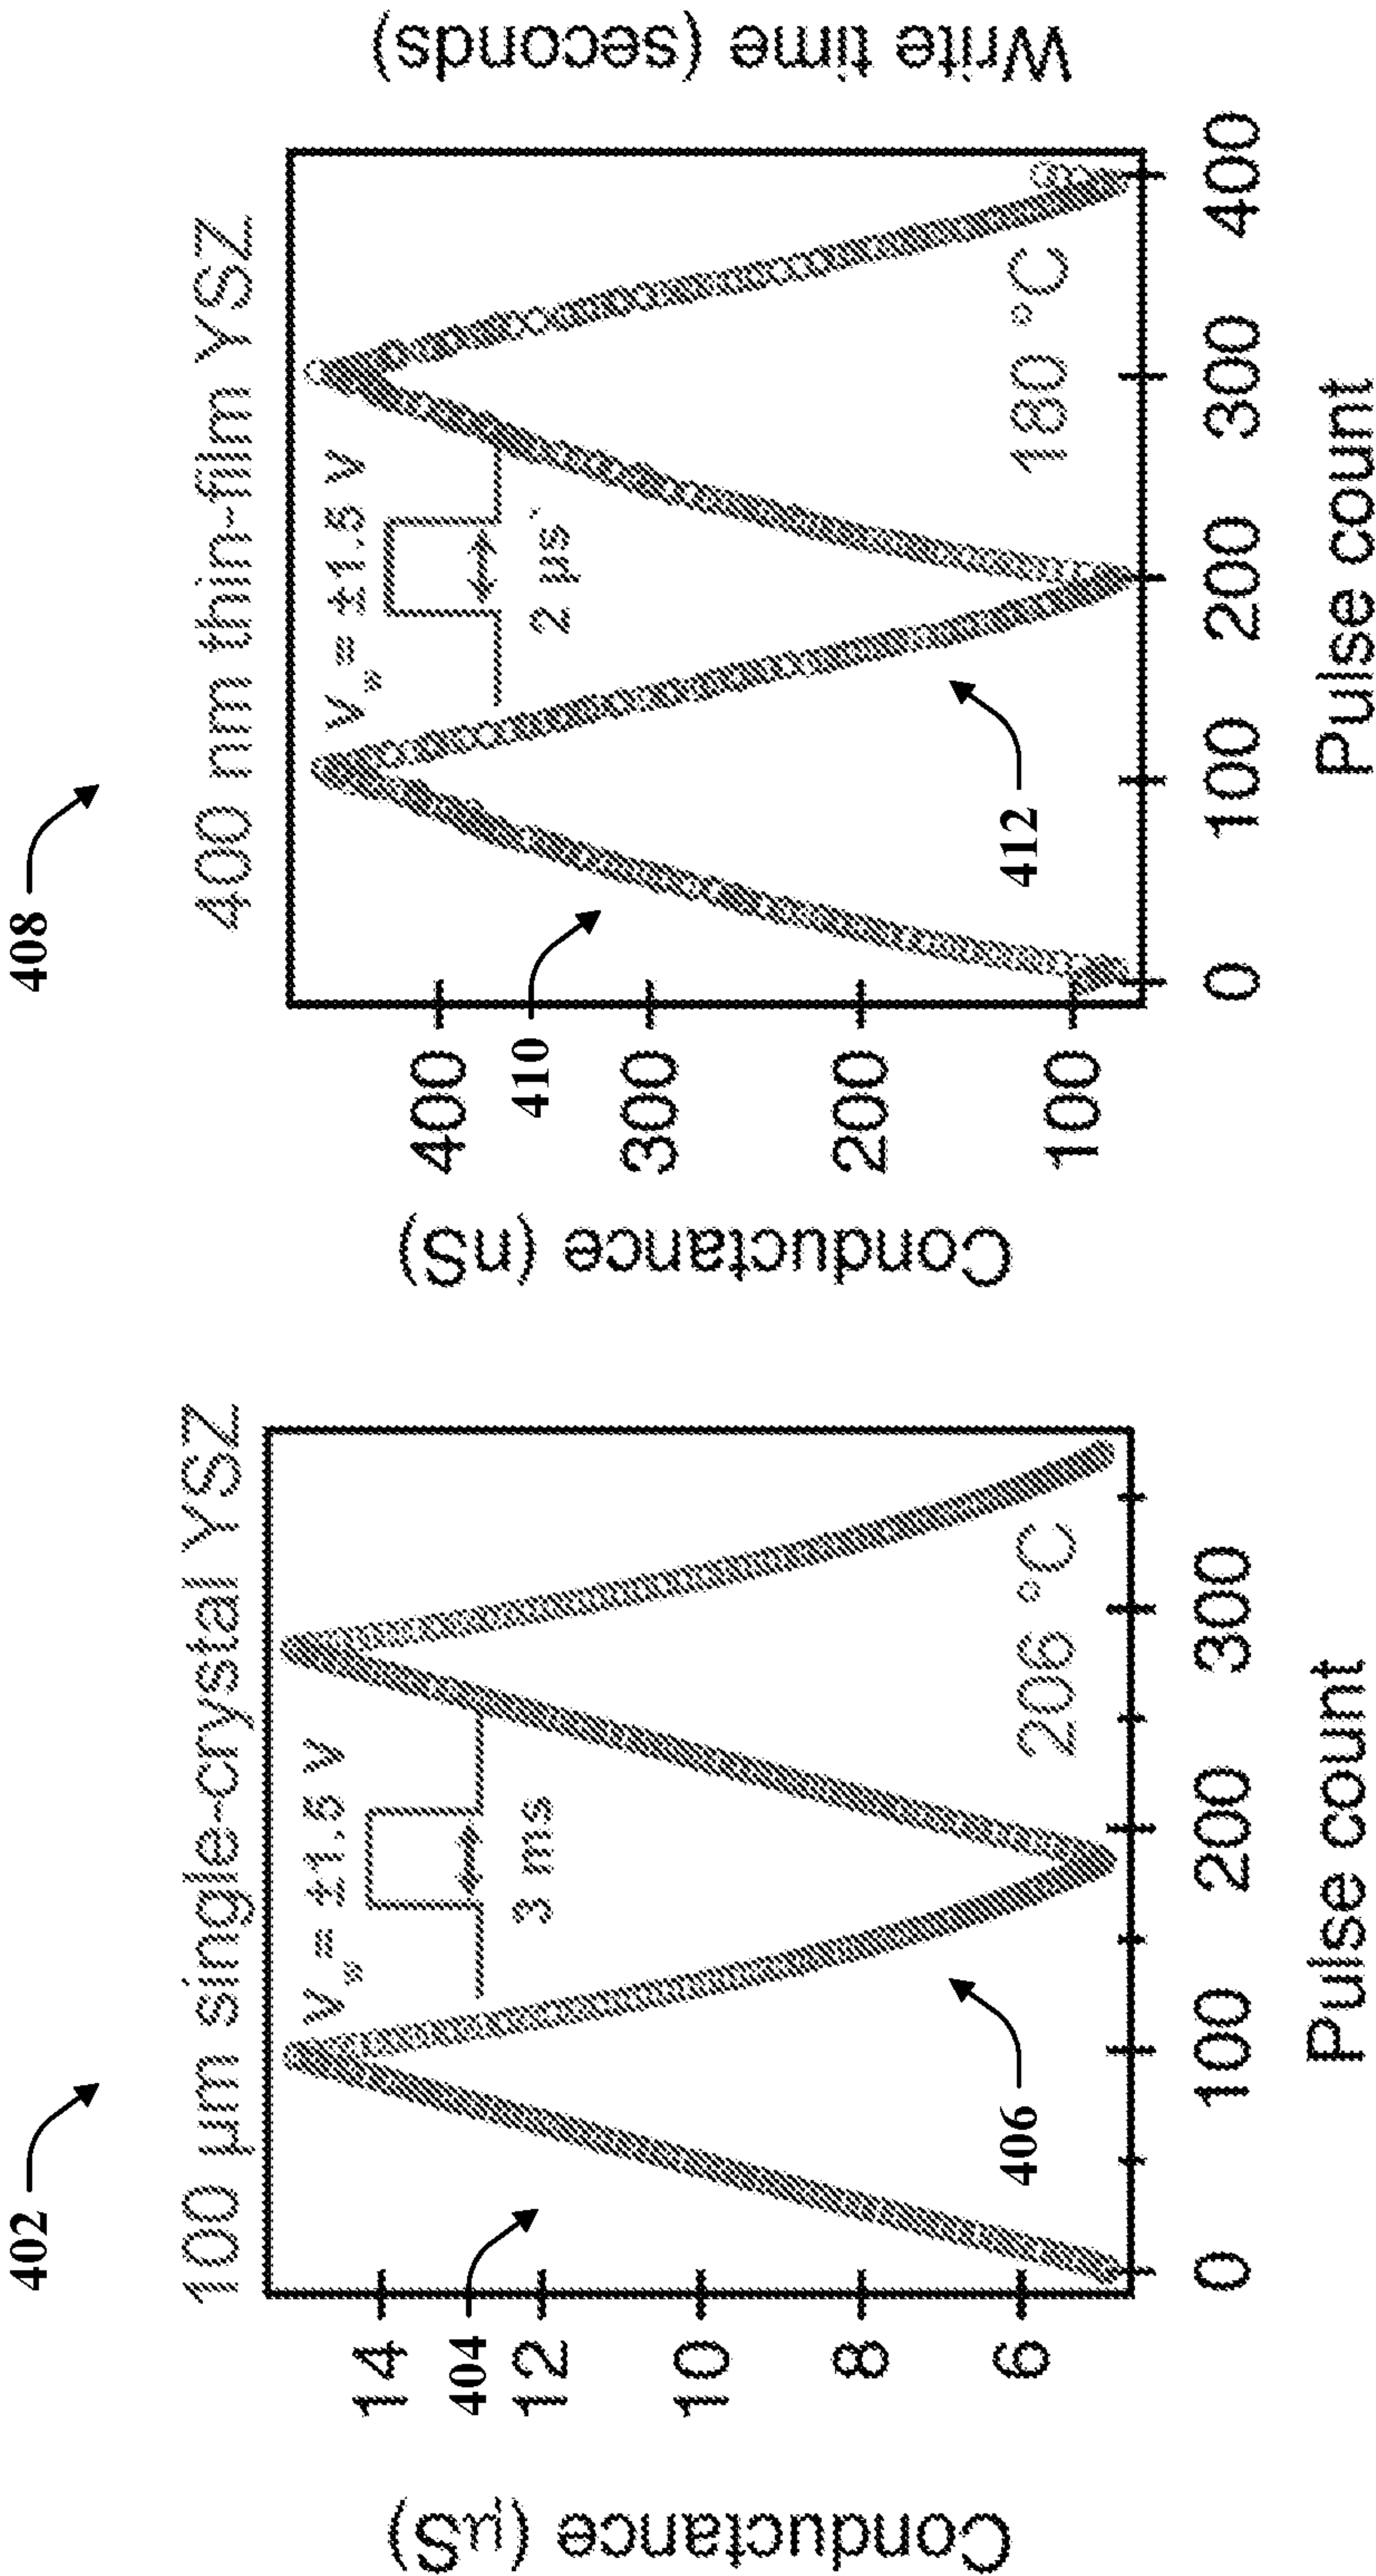 402
100 µm single-crystal YSZ
Conductance (µS)
14
12
10
8
6
404
V_w = ±1.5 V
3 ms
406
206 °C
0
100
200
300
Pulse count
408
400 nm thin-film YSZ
Conductance (nS)
400
300
200
100
410
V_w = ±1.5 V
2 µs
412
180 °C
0
100
200
300
400
Pulse count
Write time (seconds)